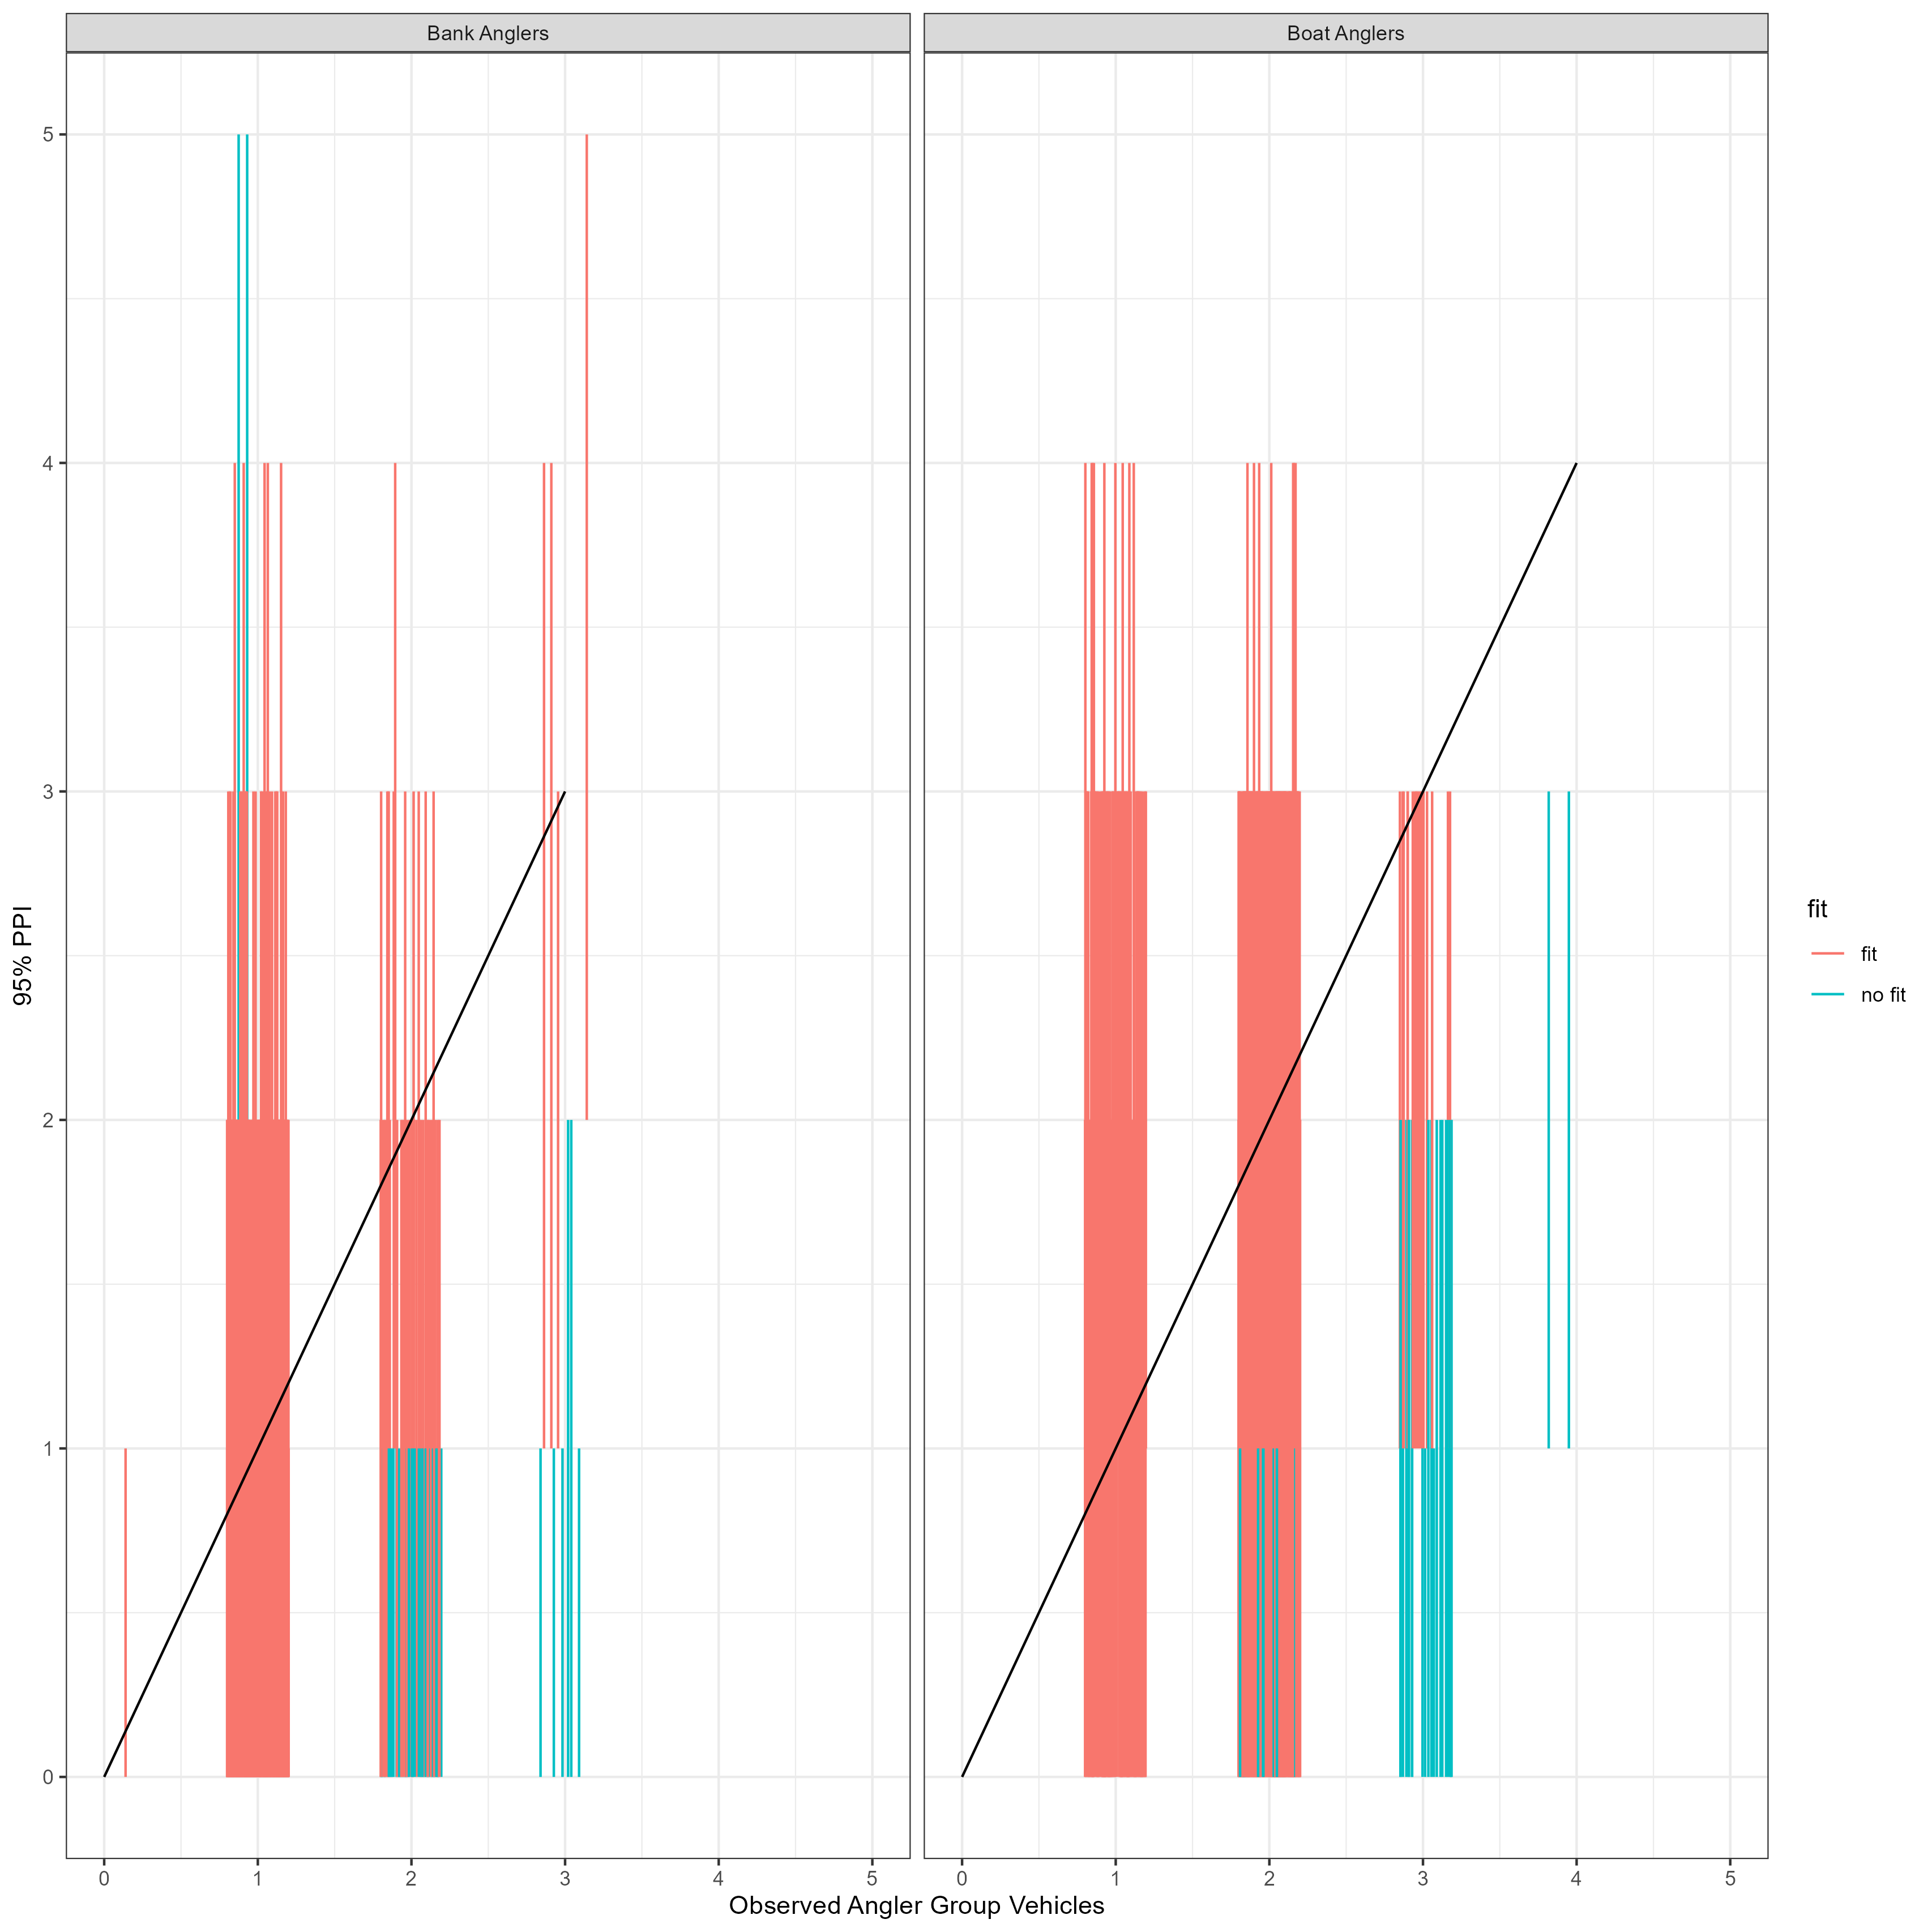 Bank Anglers Boat Anglers
5
4
3
2
1
0
95% PPI
0 1 2 3 4 5 0 1 2 3 4 5
Observed Angler Group Vehicles
fit
fit
no fit